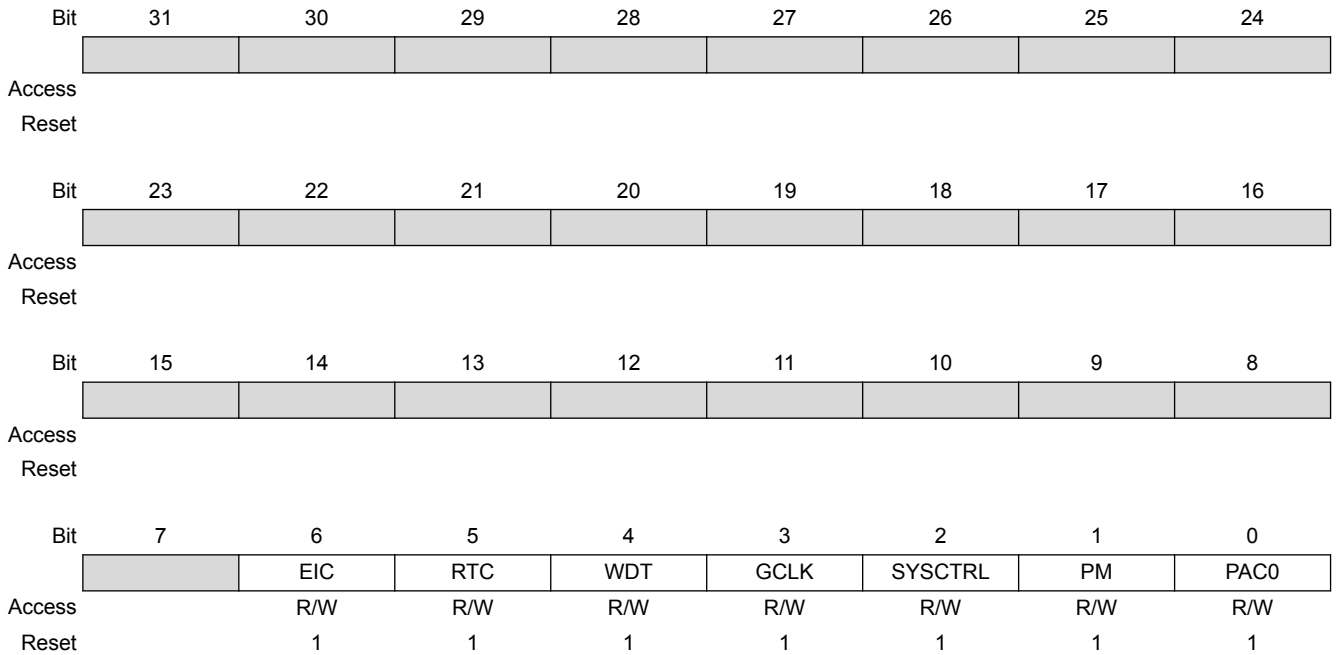 Bit 31 30 29 28 27 26 25 24
Access
Reset
Bit 23 22 21 20 19 18 17 16
Access
Reset
Bit 15 14 13 12 11 10 9 8
Access
Reset
Bit 7 6 5 4 3 2 1 0
EIC RTC WDT GCLK SYSCTRL PM PAC0
Access R/W R/W R/W R/W R/W R/W R/W
Reset 1 1 1 1 1 1 1